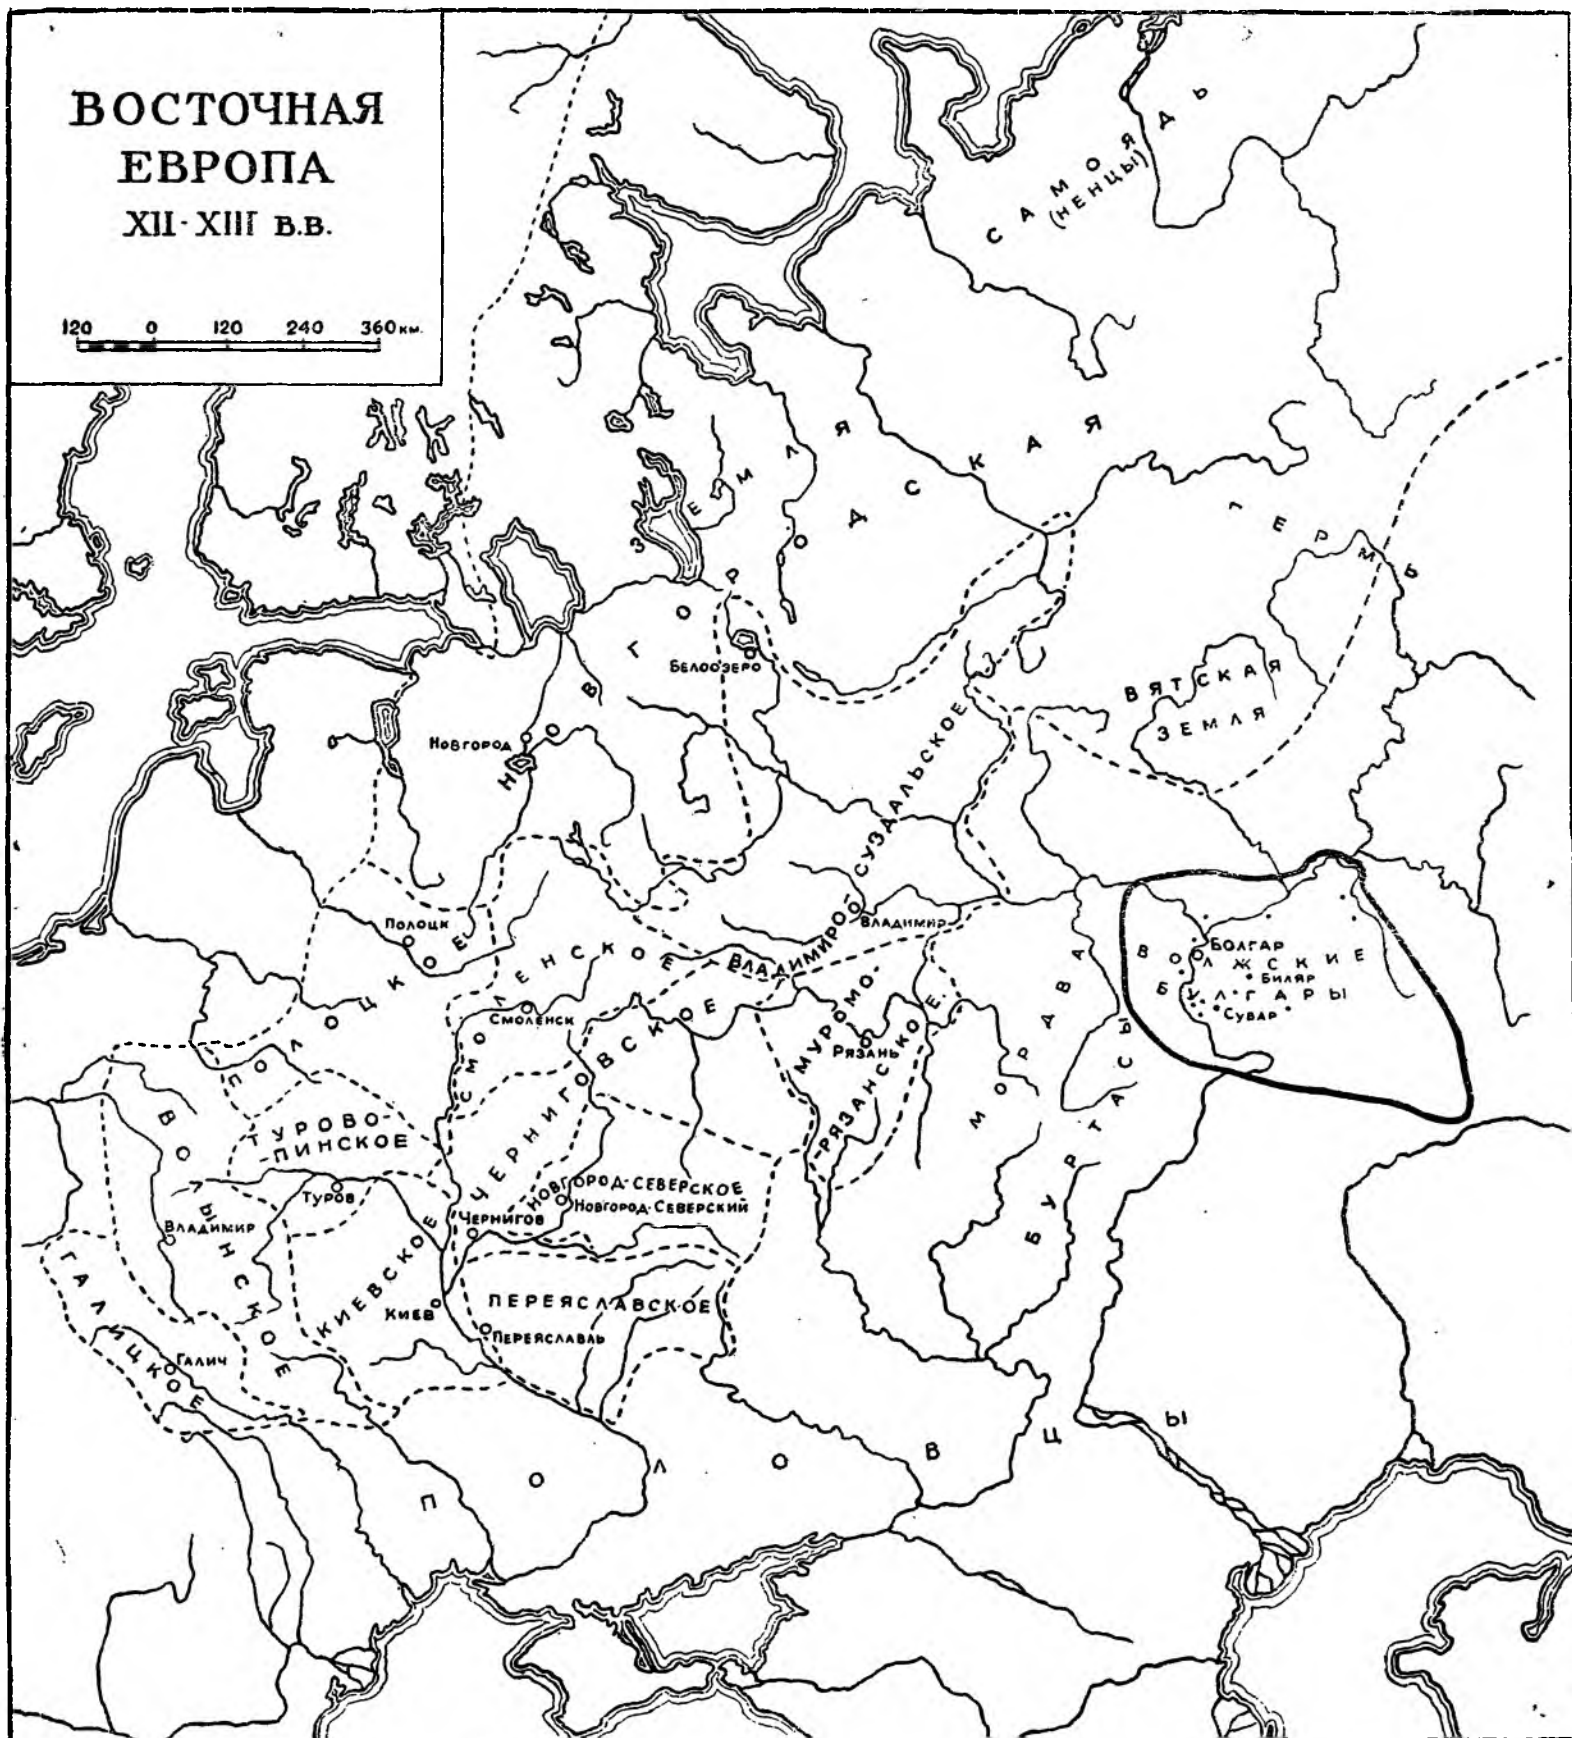 ВОСТОЧНАЯ
ЕВРОПА
XII-XIII В.В.
120 0 120 240 360 км.
САМОЯДЬ
(НЕНЦЫ)
НОВГОРОДСКАЯ
ЗЕМЛЯ
ПЕРМЬ
БЕЛООЗЕРО
ВЯТСКАЯ
ЗЕМЛЯ
НОВГОРОД
ВЛАДИМИРО-СУЗДАЛЬСКОЕ
ВЛАДИМИР
ПОЛОЦК
ПОЛОЦКОЕ
СМОЛЕНСКОЕ
СМОЛЕНСК
ВОЛЖСКИЕ
БУЛГАРЫ
БОЛГАР
БИЛЯР
СУВАР
МОРДВА
БУРТАСЫ
МУРОМО-
-РЯЗАНСКОЕ
РЯЗАНЬ
ЧЕРНИГОВСКОЕ
ТУРОВО-
-ПИНСКОЕ
ТУРОВ
НОВГОРОД-СЕВЕРСКОЕ
НОВГОРОД-СЕВЕРСКИЙ
ЧЕРНИГОВ
ВОЛЫНСКОЕ
ВЛАДИМИР
КИЕВСКОЕ
КИЕВ
ПЕРЕЯСЛАВСКОЕ
ПЕРЕЯСЛАВЛЬ
ГАЛИЦКОЕ
ГАЛИЧ
ПОЛОВЦЫ